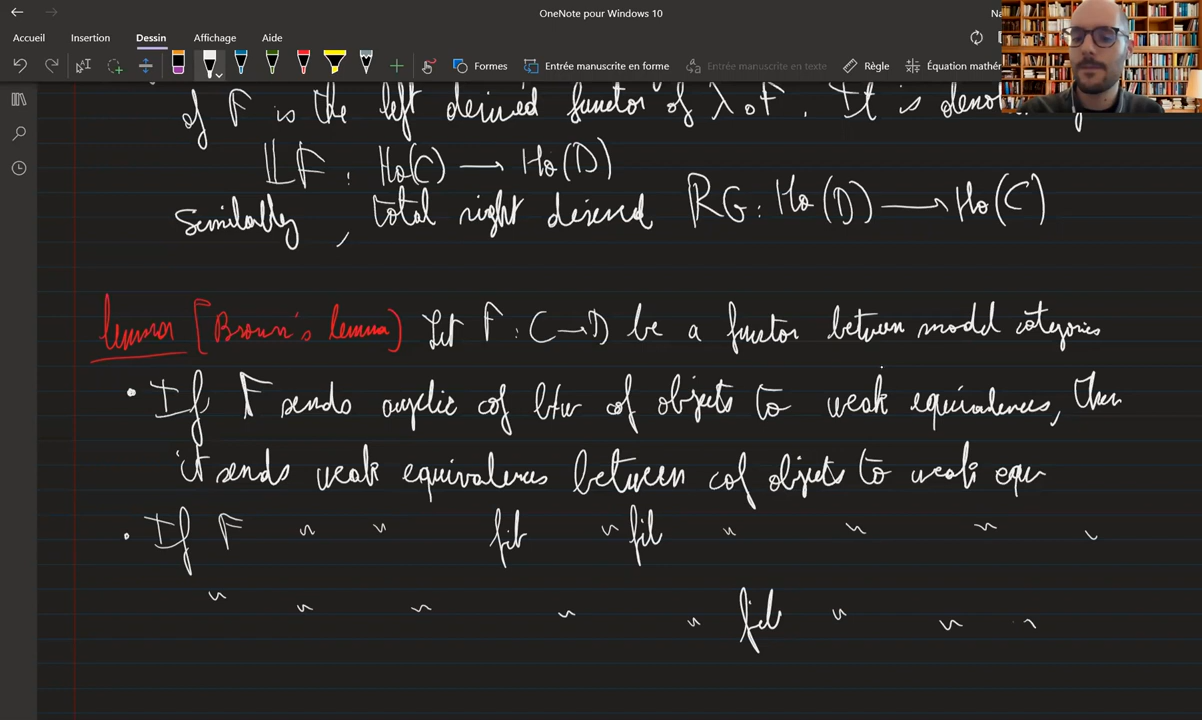 OneNote pour Windows 10
Accueil Insertion Dessin Affichage Aide
Formes Entrée manuscrite en forme Entrée manuscrite en texte Règle Équation mathér
of F is the left derived functor of λ∘F. It is deno
𝕃F : Ho(C) → Ho(D)
Similarly, total right derived ℝG : Ho(D) → Ho(C)
lemma [Brown's lemma) Let F : C → D be a functor between model categories
• If F sends acyclic cof btw cof objects to weak equivalences, then
it sends weak equivalences between cof objects to weak equ
• If F " " fib " fib " " " "
" " " " " fib " " "